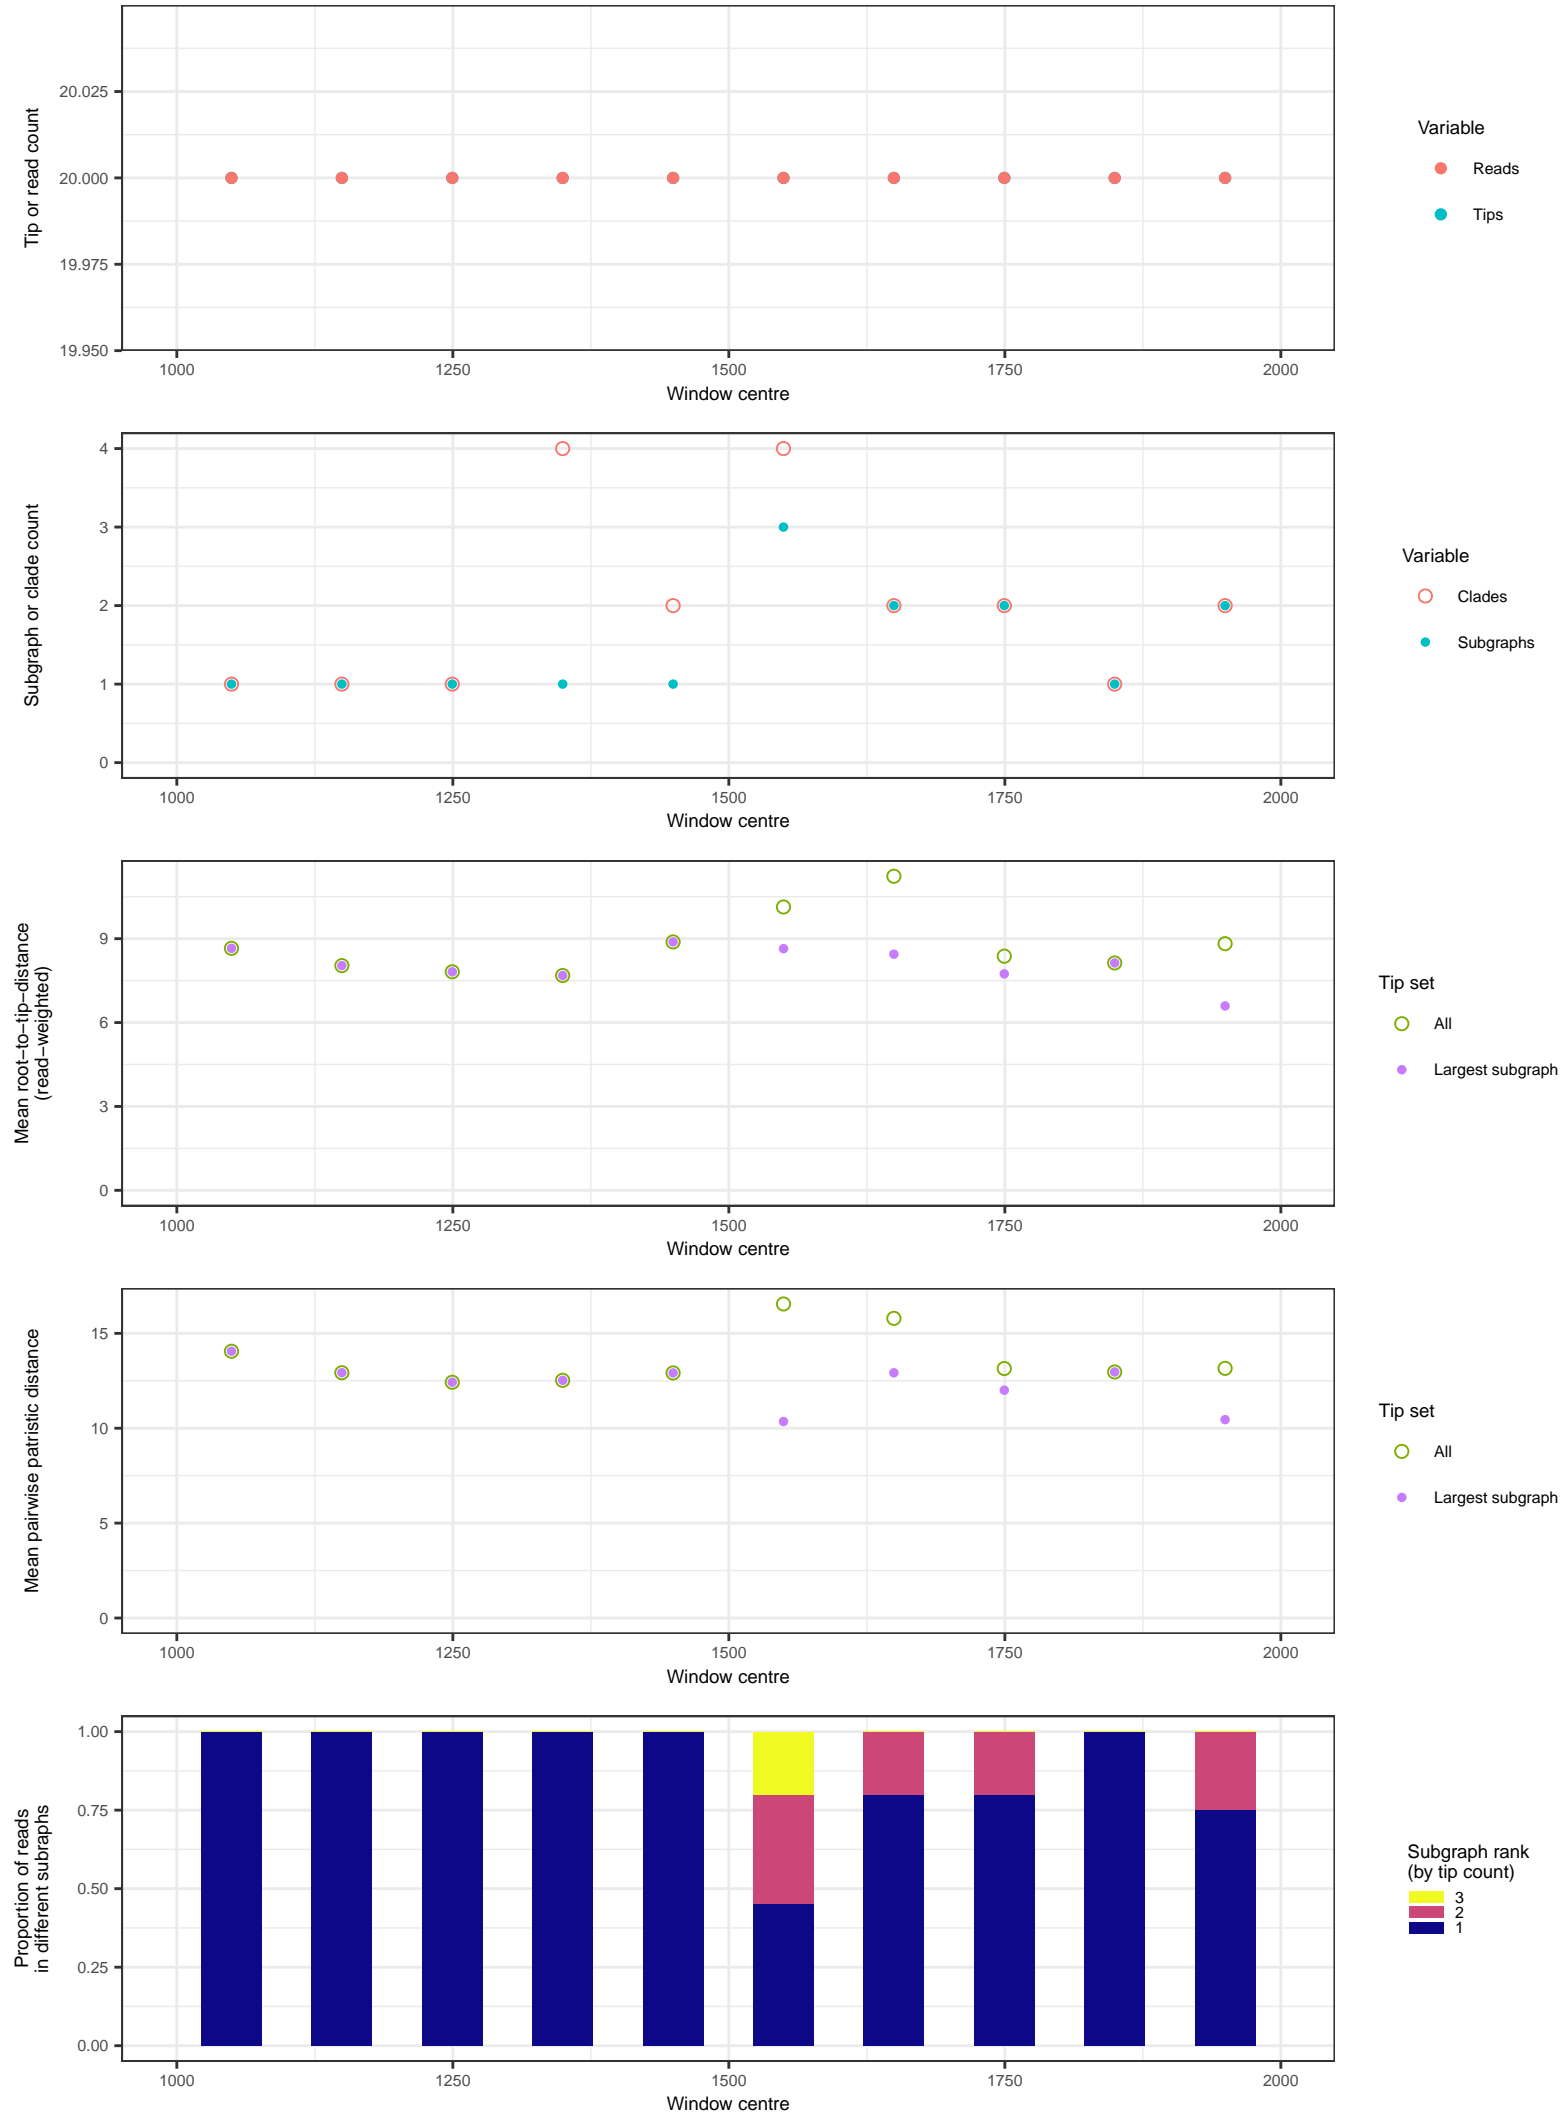 20.025
20.000
19.975
19.950
Tip or read count
1000 1250 1500 1750 2000
Window centre
Variable
Reads
Tips
4
3
2
1
0
Subgraph or clade count
1000 1250 1500 1750 2000
Window centre
Variable
Clades
Subgraphs
9
6
3
0
Mean root−to−tip−distance
(read−weighted)
1000 1250 1500 1750 2000
Window centre
Tip set
All
Largest subgraph
15
10
5
0
Mean pairwise patristic distance
1000 1250 1500 1750 2000
Window centre
Tip set
All
Largest subgraph
1.00
0.75
0.50
0.25
0.00
Proportion of reads
in different subraphs
1000 1250 1500 1750 2000
Window centre
Subgraph rank
(by tip count)
3
2
1